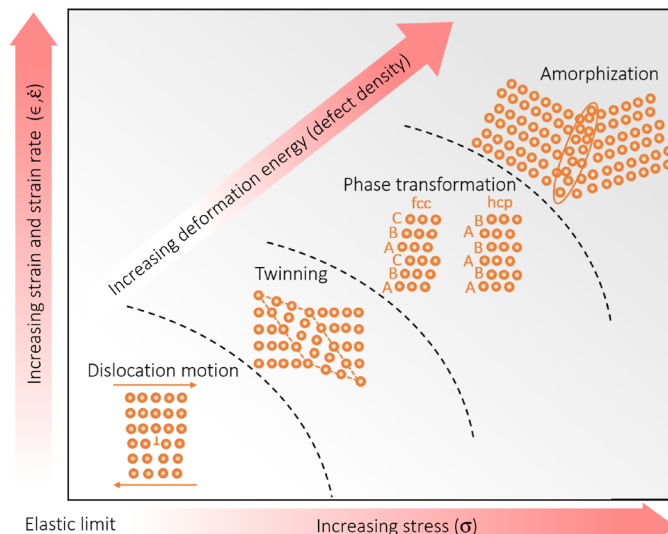 Amorphization
Increasing strain and strain rate (ϵ,ε̇)
Increasing deformation energy (defect density)
Phase transformation
fcc
hcp
C
B
A
C
B
A
B
A
B
A
B
A
Twinning
Dislocation motion
Elastic limit
Increasing stress (σ)